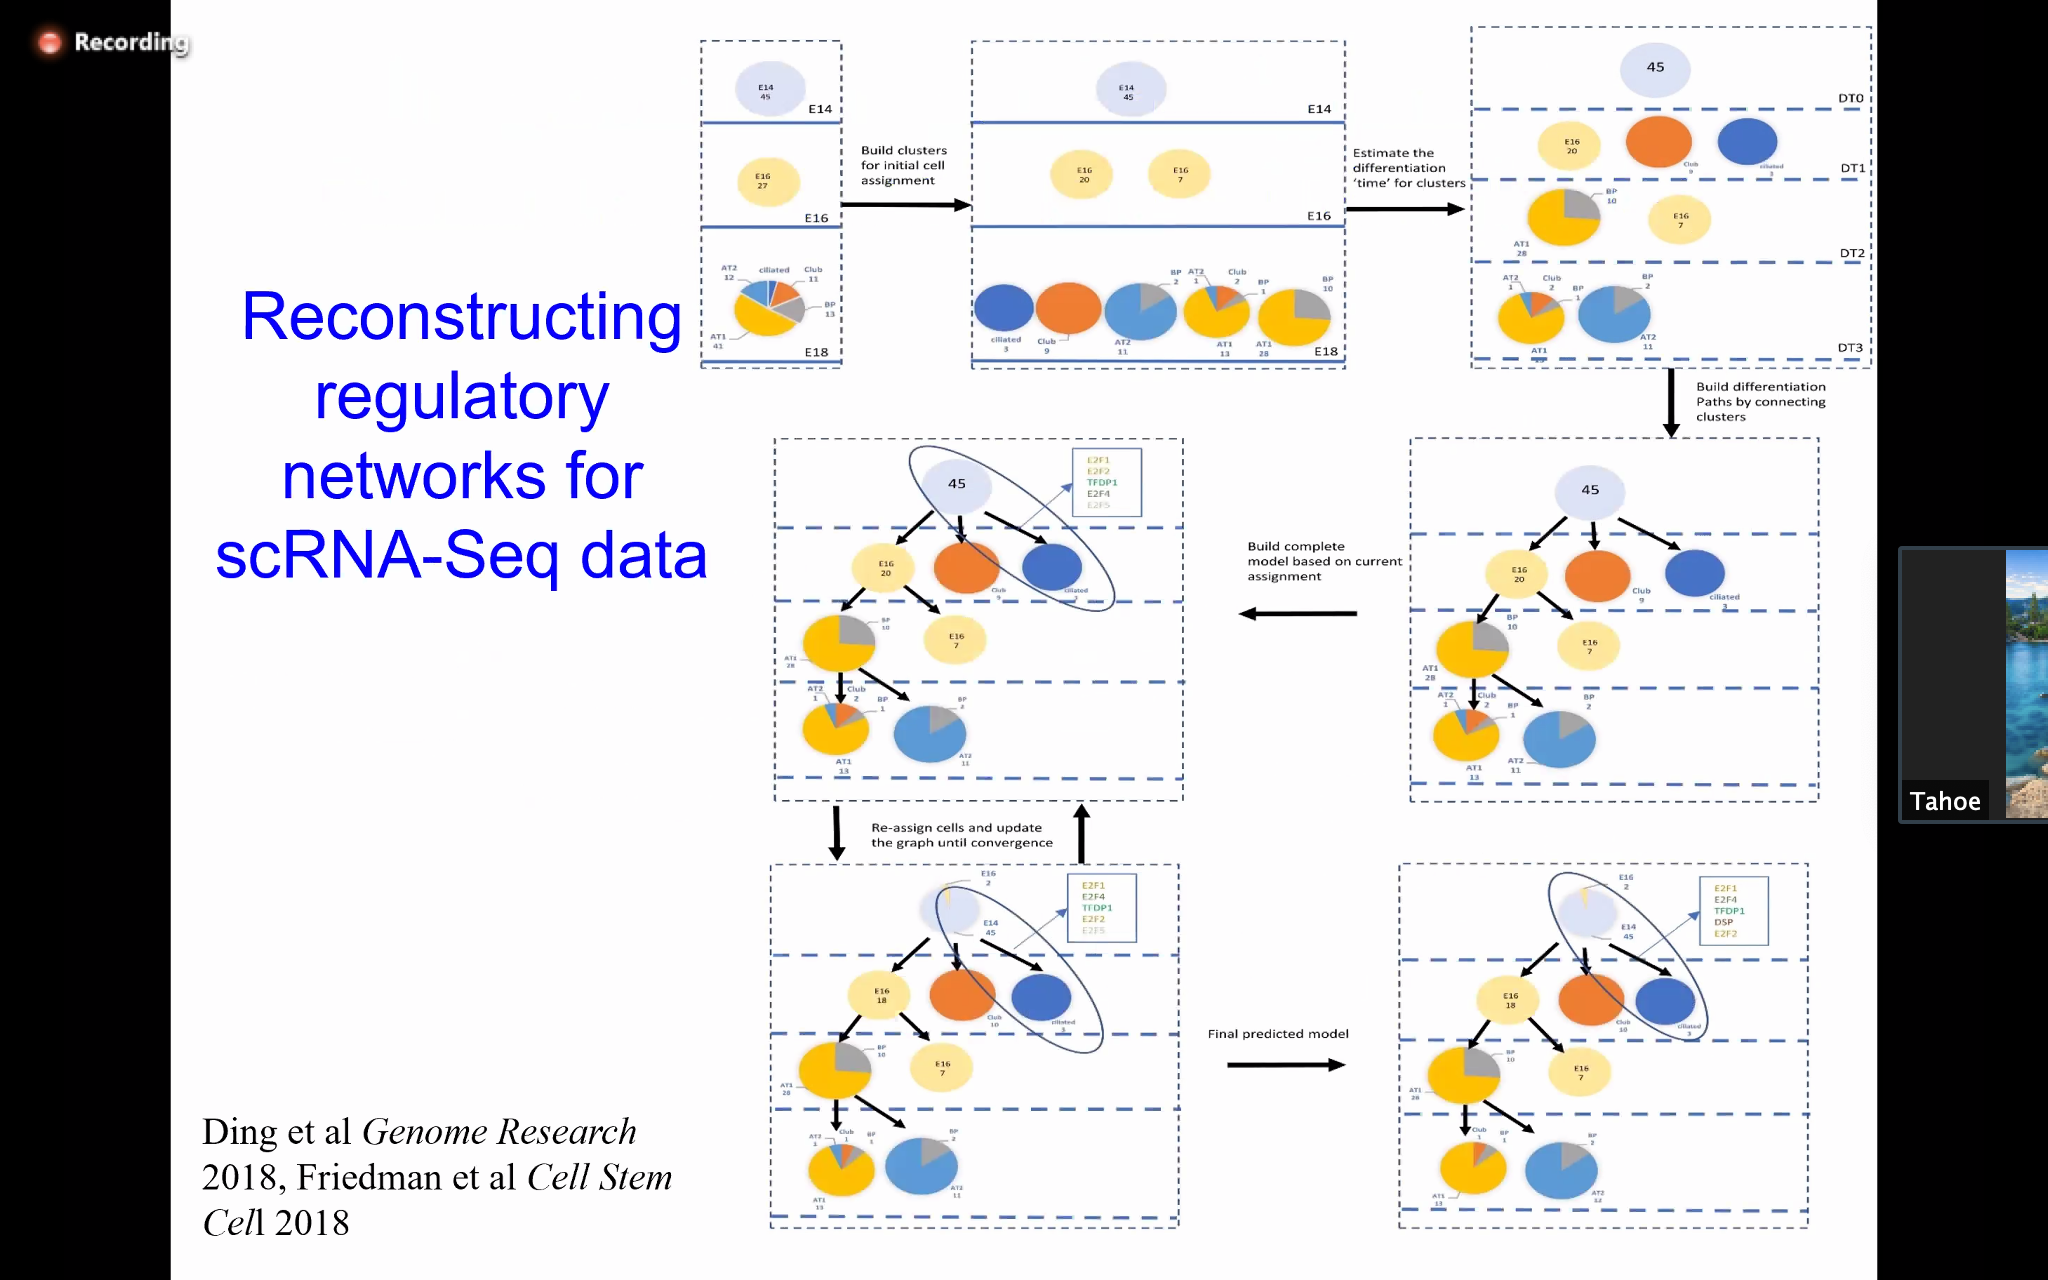 Recording
Reconstructing
regulatory
networks for
scRNA-Seq data
Ding et al Genome Research
2018, Friedman et al Cell Stem
Cell 2018
E14
45
E14
E16
27
E16
AT2
12
ciliated
Club
11
BP
13
AT1
41
E18
Build clusters
for initial cell
assignment
E14
45
E14
E16
20
E16
7
E16
ciliated
3
Club
9
BP
2
AT2
11
AT2
1
Club
2
BP
1
AT1
13
BP
10
AT1
28
E18
Estimate the
differentiation
'time' for clusters
45
DT0
E16
20
Club
9
ciliated
3
DT1
BP
10
AT1
28
E16
7
DT2
AT2
1
Club
2
BP
1
AT1
BP
2
AT2
11
DT3
Build differentiation
Paths by connecting
clusters
45
E16
20
Club
9
ciliated
3
BP
10
AT1
28
E16
7
AT2
1
Club
2
BP
1
AT1
13
BP
2
AT2
11
Build complete
model based on current
assignment
45
E2F1
E2F2
TFDP1
E2F4
E2F5
E16
20
Club
9
ciliated
BP
10
AT1
28
E16
7
AT2
1
Club
2
BP
1
AT1
13
BP
2
AT2
11
Re-assign cells and update
the graph until convergence
E16
2
E14
45
E2F1
E2F4
TFDP1
E2F2
E2F5
E16
18
Club
10
ciliated
BP
10
AT1
28
E16
7
AT2
1
Club
1
BP
1
AT1
13
BP
2
AT2
11
Final predicted model
E16
2
E14
45
E2F1
E2F4
TFDP1
DSP
E2F2
E16
18
Club
10
ciliated
3
BP
10
AT1
28
E16
7
Club
1
BP
1
AT1
13
BP
2
AT2
12
Tahoe